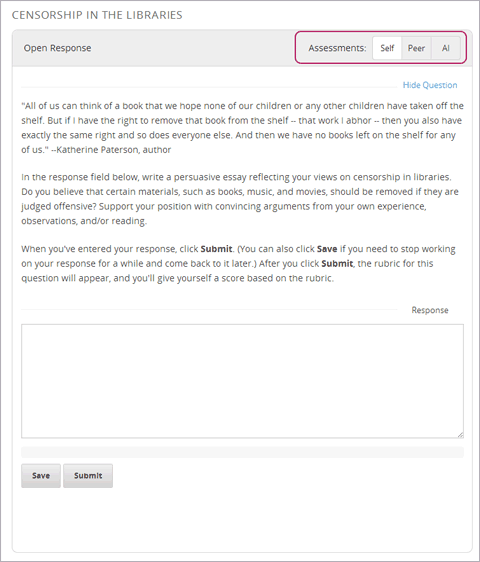 CENSORSHIP IN THE LIBRARIES
Open Response
Assessments: Self Peer AI
Hide Question
"All of us can think of a book that we hope none of our children or any other children have taken off the
shelf. But if I have the right to remove that book from the shelf -- that work I abhor -- then you also have
exactly the same right and so does everyone else. And then we have no books left on the shelf for any
of us." --Katherine Paterson, author
In the response field below, write a persuasive essay reflecting your views on censorship in libraries.
Do you believe that certain materials, such as books, music, and movies, should be removed if they are
judged offensive? Support your position with convincing arguments from your own experience,
observations, and/or reading.
When you've entered your response, click Submit. (You can also click Save if you need to stop working
on your response for a while and come back to it later.) After you click Submit, the rubric for this
question will appear, and you'll give yourself a score based on the rubric.
Response
Save Submit